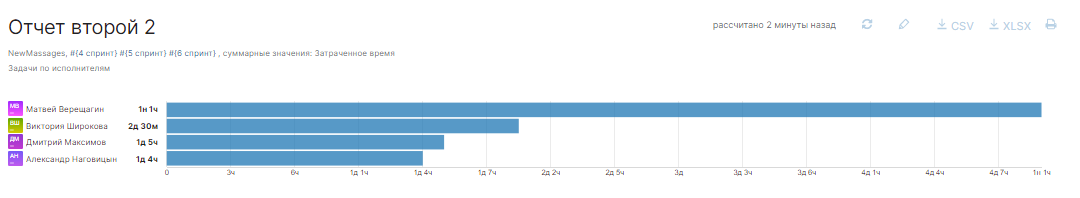 Отчет второй 2
рассчитано 2 минуты назад
CSV
XLSX
NewMassages, #{4 спринт} #{5 спринт} #{6 спринт} , суммарные значения: Затраченное время
Задачи по исполнителям
МВ Матвей Верещагин 1н 1ч
ВШ Виктория Широкова 2д 30м
ДМ Дмитрий Максимов 1д 5ч
АН Александр Наговицын 1д 4ч
0 3ч 6ч 1д 1ч 1д 4ч 1д 7ч 2д 2ч 2д 5ч 3д 3д 3ч 3д 6ч 4д 1ч 4д 4ч 4д 7ч 1н 1ч